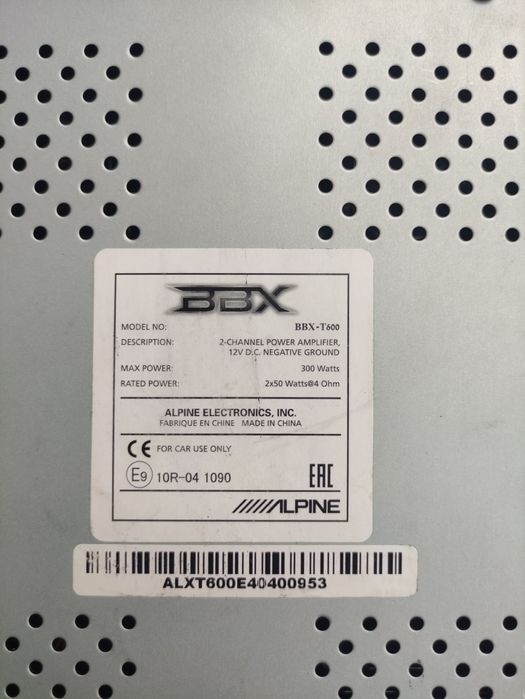 BBX
MODEL NO: BBX-T600
DESCRIPTION: 2-CHANNEL POWER AMPLIFIER,
12V D.C. NEGATIVE GROUND
MAX POWER: 300 Watts
RATED POWER: 2x50 Watts@4 Ohm
ALPINE ELECTRONICS, INC.
FABRIQUE EN CHINE MADE IN CHINA
CE FOR CAR USE ONLY
E9 10R-04 1090 EAC
ALPINE
ALXT600E40400953